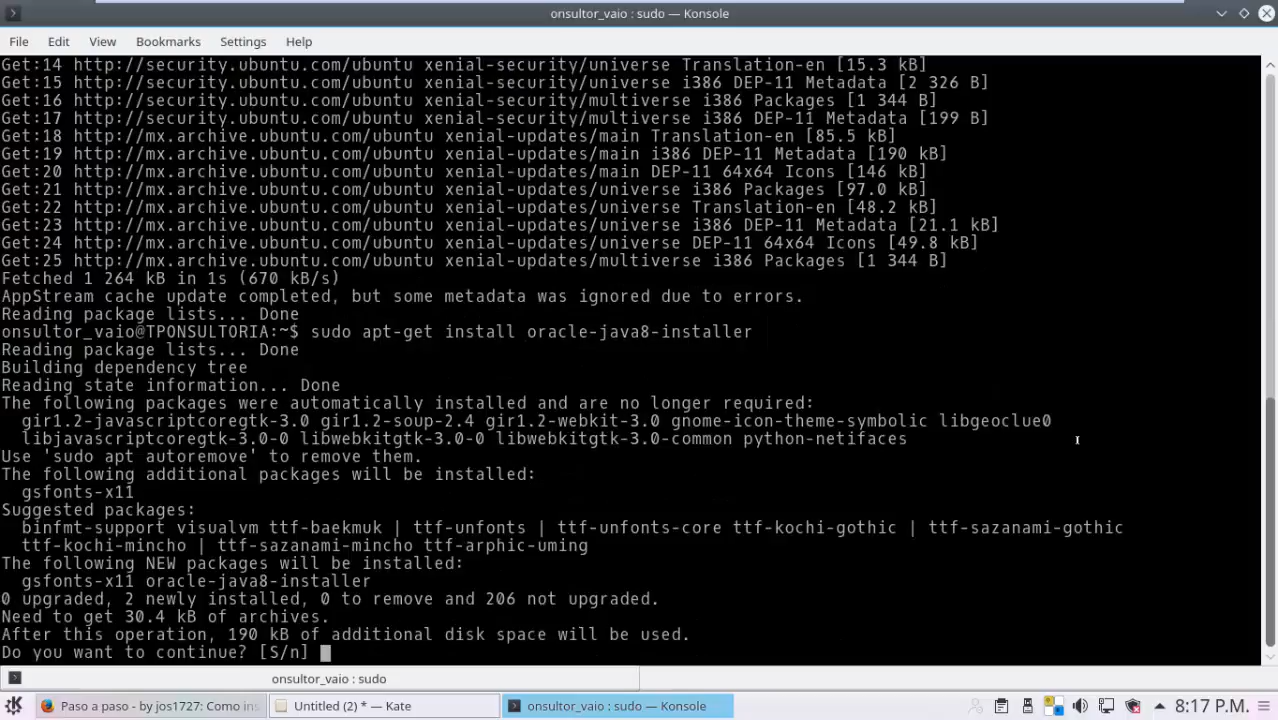 onsultor_vaio : sudo — Konsole
File Edit View Bookmarks Settings Help
Get:14 http://security.ubuntu.com/ubuntu xenial-security/universe Translation-en [15.3 kB]
Get:15 http://security.ubuntu.com/ubuntu xenial-security/universe i386 DEP-11 Metadata [2 326 B]
Get:16 http://security.ubuntu.com/ubuntu xenial-security/multiverse i386 Packages [1 344 B]
Get:17 http://security.ubuntu.com/ubuntu xenial-security/multiverse i386 DEP-11 Metadata [199 B]
Get:18 http://mx.archive.ubuntu.com/ubuntu xenial-updates/main Translation-en [85.5 kB]
Get:19 http://mx.archive.ubuntu.com/ubuntu xenial-updates/main i386 DEP-11 Metadata [190 kB]
Get:20 http://mx.archive.ubuntu.com/ubuntu xenial-updates/main DEP-11 64x64 Icons [146 kB]
Get:21 http://mx.archive.ubuntu.com/ubuntu xenial-updates/universe i386 Packages [97.0 kB]
Get:22 http://mx.archive.ubuntu.com/ubuntu xenial-updates/universe Translation-en [48.2 kB]
Get:23 http://mx.archive.ubuntu.com/ubuntu xenial-updates/universe i386 DEP-11 Metadata [21.1 kB]
Get:24 http://mx.archive.ubuntu.com/ubuntu xenial-updates/universe DEP-11 64x64 Icons [49.8 kB]
Get:25 http://mx.archive.ubuntu.com/ubuntu xenial-updates/multiverse i386 Packages [1 344 B]
Fetched 1 264 kB in 1s (670 kB/s)
AppStream cache update completed, but some metadata was ignored due to errors.
Reading package lists... Done
onsultor_vaio@TPONSULTORIA:~$ sudo apt-get install oracle-java8-installer
Reading package lists... Done
Building dependency tree
Reading state information... Done
The following packages were automatically installed and are no longer required:
gir1.2-javascriptcoregtk-3.0 gir1.2-soup-2.4 gir1.2-webkit-3.0 gnome-icon-theme-symbolic libgeoclue0
libjavascriptcoregtk-3.0-0 libwebkitgtk-3.0-0 libwebkitgtk-3.0-common python-netifaces
Use 'sudo apt autoremove' to remove them.
The following additional packages will be installed:
gsfonts-x11
Suggested packages:
binfmt-support visualvm ttf-baekmuk | ttf-unfonts | ttf-unfonts-core ttf-kochi-gothic | ttf-sazanami-gothic
ttf-kochi-mincho | ttf-sazanami-mincho ttf-arphic-uming
The following NEW packages will be installed:
gsfonts-x11 oracle-java8-installer
0 upgraded, 2 newly installed, 0 to remove and 206 not upgraded.
Need to get 30.4 kB of archives.
After this operation, 190 kB of additional disk space will be used.
Do you want to continue? [S/n]
onsultor_vaio : sudo
Paso a paso - by jos1727: Como ins Untitled (2) * — Kate onsultor_vaio : sudo — Konsole 8:17 P.M.